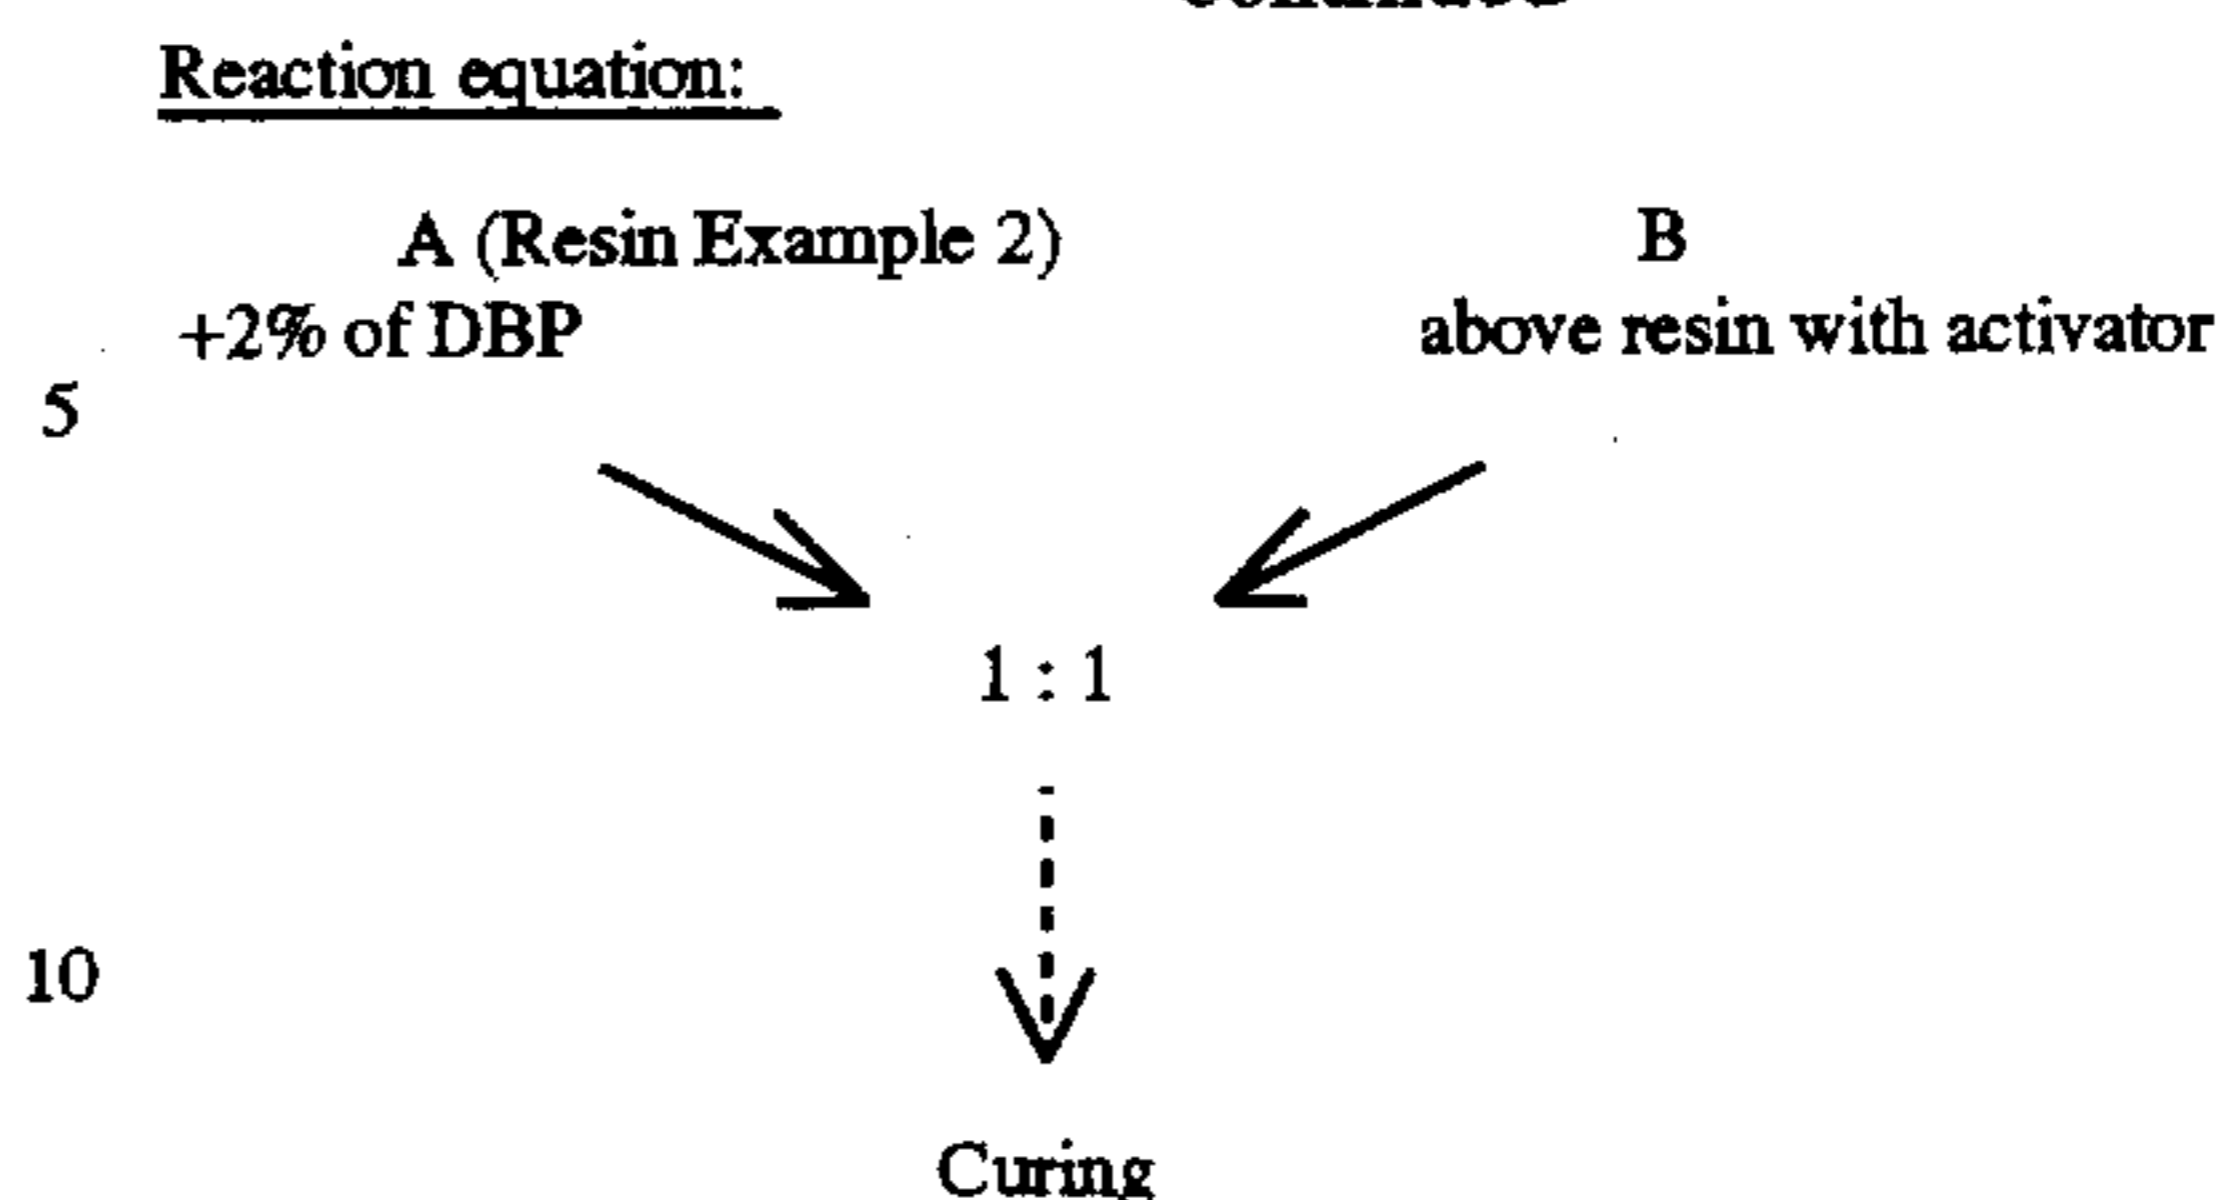 Reaction equation:
A (Resin Example 2) B
+2% of DBP above resin with activator
5
1 : 1
10
Curing